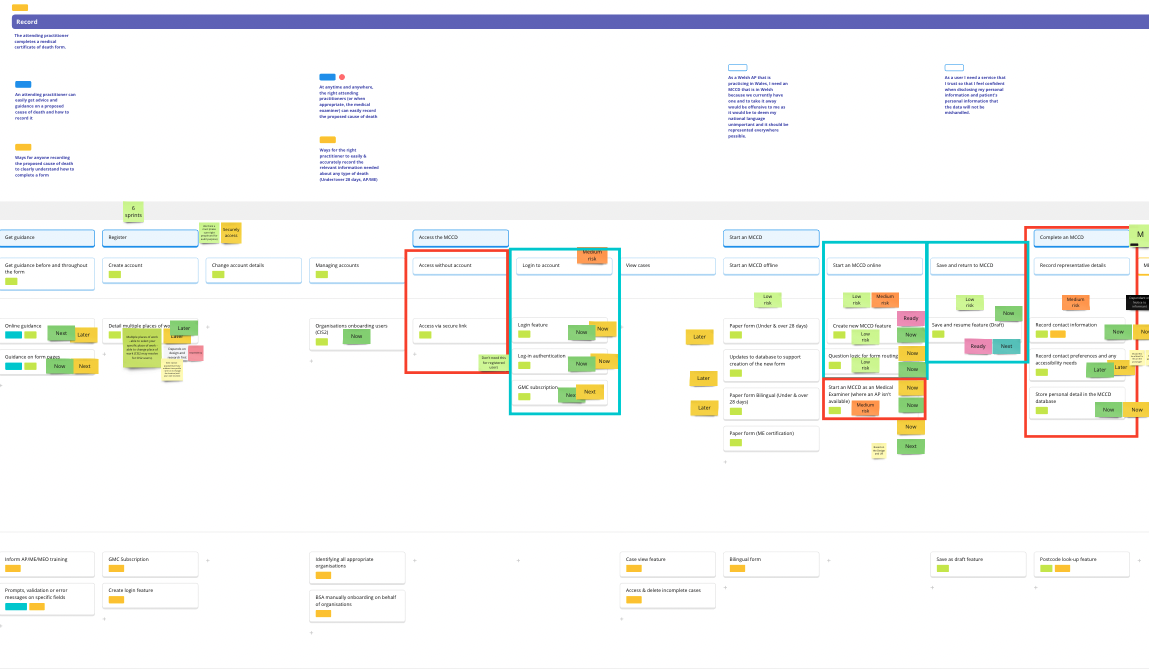 Record
The attending practitioner
completes a medical
certificate of death form.
An attending practitioner can
easily get advice and
guidance on a proposed
cause of death and how to
record it
Ways for anyone recording
the proposed cause of death
to clearly understand how to
complete a form
At anytime and anywhere,
the right attending
practitioners (or when
appropriate, the medical
examiner) can easily record
the proposed cause of death
Ways for the right
practitioner to easily &
accurately record the
relevant information needed
about any type of death
(Under/over 28 days, AP/ME)
As a Welsh AP that is
practicing in Wales, I need an
MCCD that is in Welsh
because we currently have
one and so to take it away
would be offensive to me as
it would be to deem my
national language
unimportant and it should be
represented everywhere
possible.
As a user I need a service that
I trust so that I feel confident
when disclosing my personal
information and patient's
personal information that
the data will not be
mishandled.
6
sprints
Get guidance
Register
Securely
access
Access the MCCD
Start an MCCD
Complete an MCCD
M
Get guidance before and throughout
the form
Create account
Change account details
Managing accounts
Access without account
Login to account
Medium
risk
View cases
Start an MCCD offline
Start an MCCD online
Save and return to MCCD
Record representative details
Low
risk
Low
risk
Medium
risk
Low
risk
Medium
risk
Online guidance
Next
Later
Guidance on form pages
Now
Next
Detail multiple places of
Later
Later
Organisations onboarding users
(CIS2)
Now
Access via secure link
Login feature
Now
Now
Log-in authentication
Now
Now
GMC subscription
Next
Later
Later
Later
Paper form (Under & over 28 days)
Updates to database to support
creation of the new form
Paper form Bilingual (Under & over
28 days)
Paper form (ME certification)
Create new MCCD feature
Low
risk
Ready
Now
Question logic for form routing
Low
risk
Now
Now
Start an MCCD as a Medical
Examiner (where an AP isn't
available)
Medium
risk
Now
Now
Now
Next
Now
Save and resume feature (Draft)
Ready
Next
Record contact information
Now
Record contact preferences and any
accessibility needs
Later
Later
Store personal detail in the MCCD
database
Now
Now
Inform AP/ME/MEO training
Prompts, validation or error
messages on specific fields
GMC Subscription
Create login feature
Identifying all appropriate
organisations
BSA manually onboarding on behalf
of organisations
Case view feature
Access & delete incomplete cases
Bilingual form
Save as draft feature
Postcode look-up feature